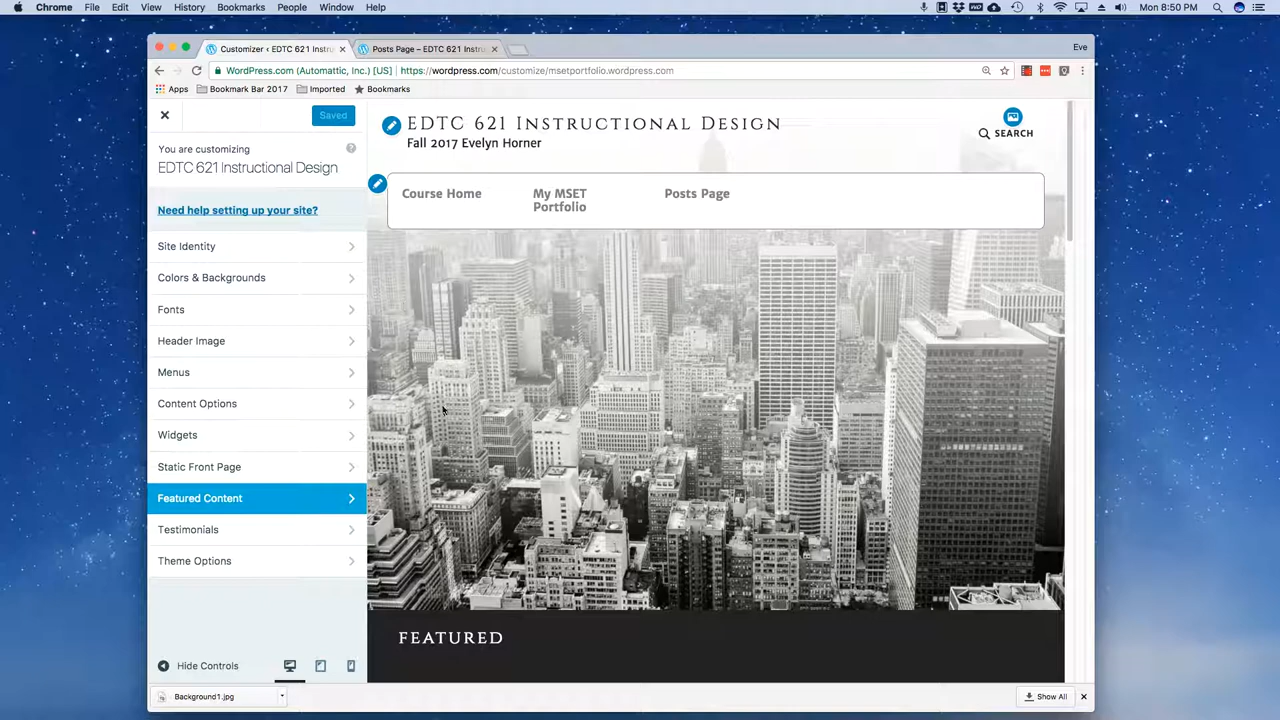 Chrome File Edit View History Bookmarks People Window Help
Mon 8:50 PM
Customizer ‹ EDTC 621 Instru
Posts Page – EDTC 621 Instru
Eve
WordPress.com (Automattic, Inc.) [US] https://wordpress.com/customize/msetportfolio.wordpress.com
Apps Bookmark Bar 2017 Imported Bookmarks
Saved
You are customizing
EDTC 621 Instructional Design
Need help setting up your site?
Site Identity
Colors & Backgrounds
Fonts
Header Image
Menus
Content Options
Widgets
Static Front Page
Featured Content
Testimonials
Theme Options
Hide Controls
EDTC 621 Instructional Design
Fall 2017 Evelyn Horner
SEARCH
Course Home
My MSET
Portfolio
Posts Page
FEATURED
Background1.jpg
Show All